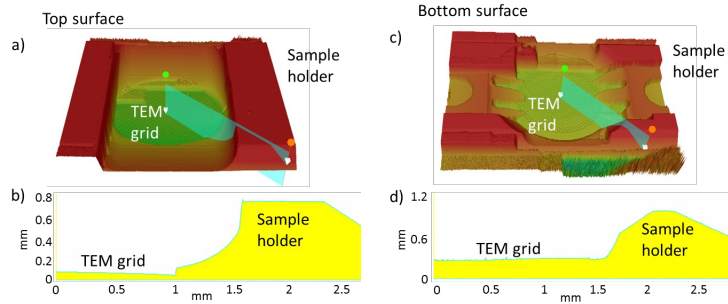 Top surface
Bottom surface
a)
Sample
holder
TEM
grid
c)
Sample
holder
TEM
grid
b)
0.8
0.6
0.4
0.2
0
mm
TEM grid
Sample
holder
0 0.5 1 1.5 2 2.5
mm
d)
1.2
0.6
0
mm
TEM grid
Sample
holder
0 0.5 1 1.5 2 2.5
mm